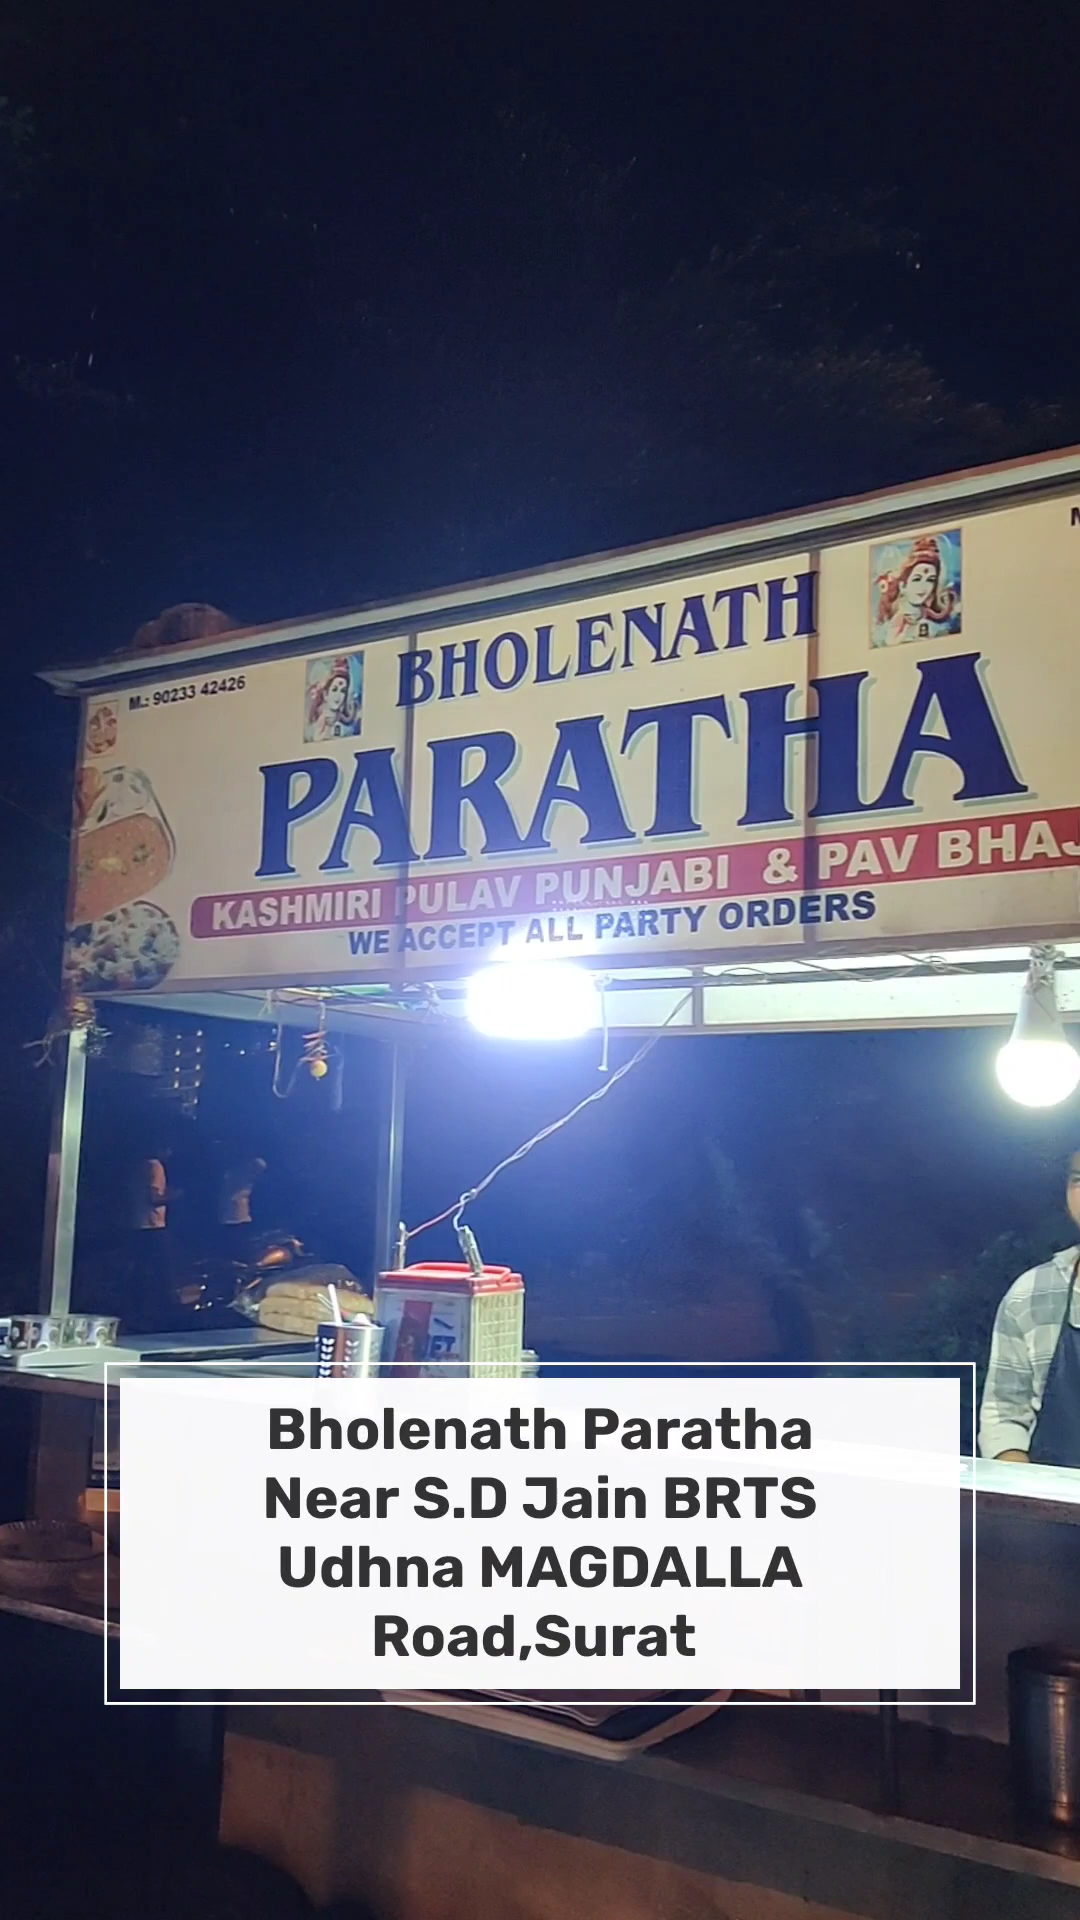 M.: 90233 42426
BHOLENATH
PARATHA
KASHMIRI PULAV PUNJABI & PAV BHAJ
WE ACCEPT ALL PARTY ORDERS
Bholenath Paratha
Near S.D Jain BRTS
Udhna MAGDALLA
Road,Surat